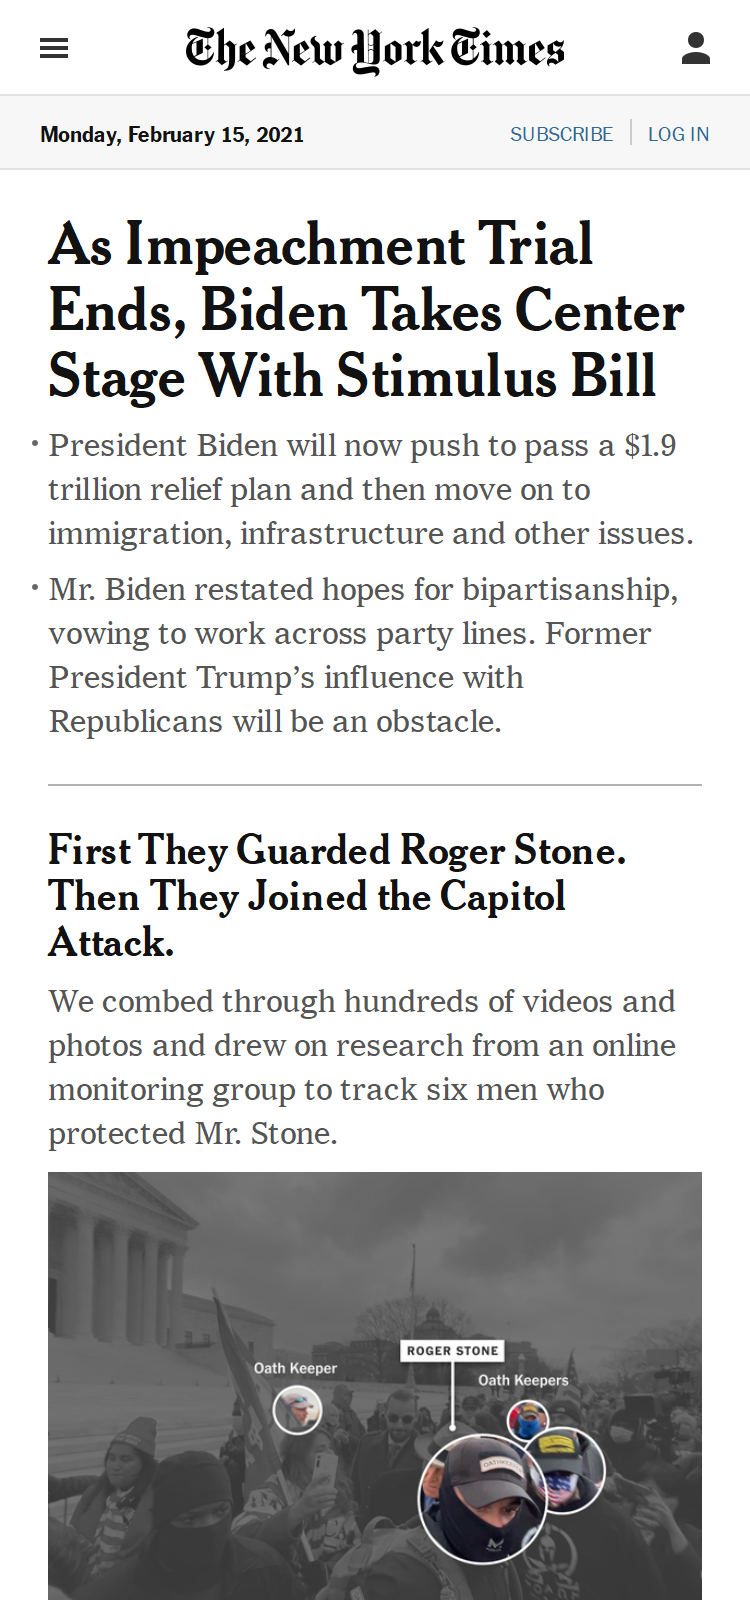 The New York Times
Monday, February 15, 2021
SUBSCRIBE LOG IN
As Impeachment Trial
Ends, Biden Takes Center
Stage With Stimulus Bill
• President Biden will now push to pass a $1.9
trillion relief plan and then move on to
immigration, infrastructure and other issues.
• Mr. Biden restated hopes for bipartisanship,
vowing to work across party lines. Former
President Trump’s influence with
Republicans will be an obstacle.
First They Guarded Roger Stone.
Then They Joined the Capitol
Attack.
We combed through hundreds of videos and
photos and drew on research from an online
monitoring group to track six men who
protected Mr. Stone.
ROGER STONE
Oath Keeper
Oath Keepers